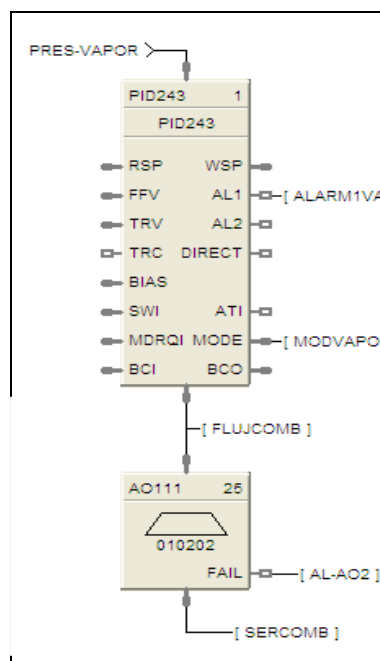 PRES-VAPOR
PID243 1
PID243
RSP WSP
FFV AL1 [ ALARM1VA
TRV AL2
TRC DIRECT
BIAS
SWI ATI
MDRQI MODE [ MODVAPO
BCI BCO
[ FLUJCOMB ]
AO111 25
010202
FAIL [ AL-AO2 ]
[ SERCOMB ]